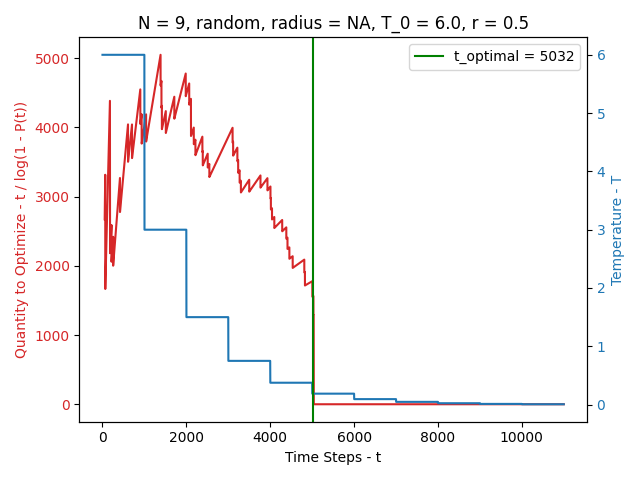 N = 9, random, radius = NA, T_0 = 6.0, r = 0.5
t_optimal = 5032
Quantity to Optimize - t / log(1 - P(t))
5000
4000
3000
2000
1000
0
6
5
4
3
2
1
0
Temperature - T
0 2000 4000 6000 8000 10000
Time Steps - t